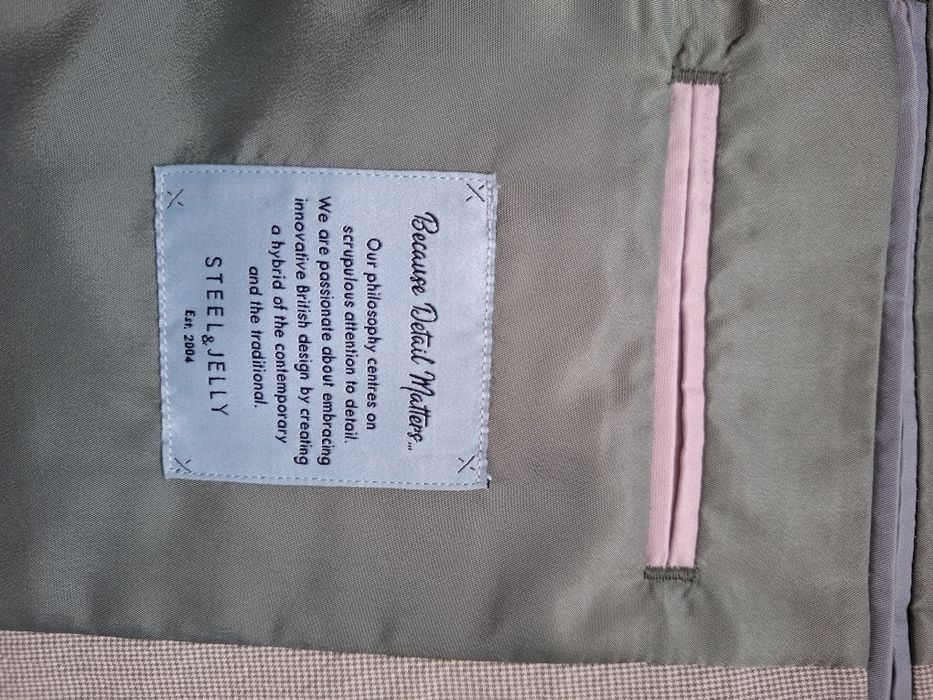 Because Detail Matters...
Our philosophy centres on
scrupulous attention to detail.
We are passionate about embracing
innovative British design by creating
a hybrid of the contemporary
and the traditional.
STEEL & JELLY
Est. 2004